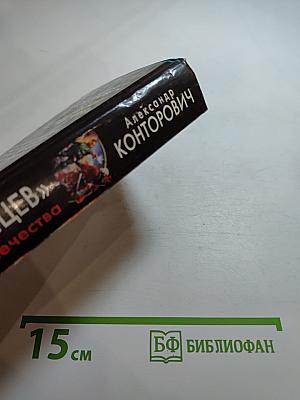 Александр
КОНТОРОВИЧ
ЦЕВ»
ечества
15 см
БФ БИБЛИОФАН